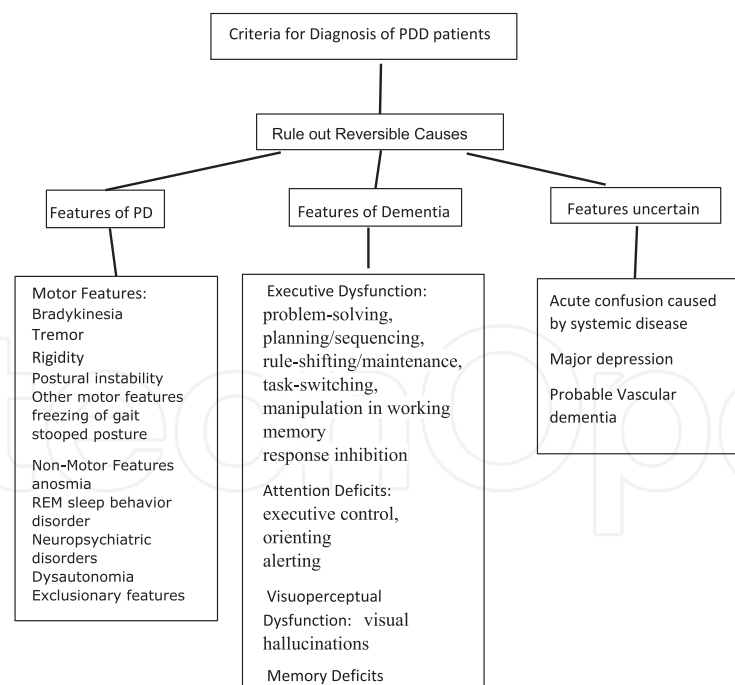 Criteria for Diagnosis of PDD patients
Rule out Reversible Causes
Features of PD
Features of Dementia
Features uncertain
Motor Features:
Bradykinesia
Tremor
Rigidity
Postural instability
Other motor features
freezing of gait
stooped posture
Non-Motor Features
anosmia
REM sleep behavior
disorder
Neuropsychiatric
disorders
Dysautonomia
Exclusionary features
Executive Dysfunction:
problem-solving,
planning/sequencing,
rule-shifting/maintenance,
task-switching,
manipulation in working
memory
response inhibition
Attention Deficits:
executive control,
orienting
alerting
Visuoperceptual
Dysfunction: visual
hallucinations
Memory Deficits
Acute confusion caused
by systemic disease
Major depression
Probable Vascular
dementia